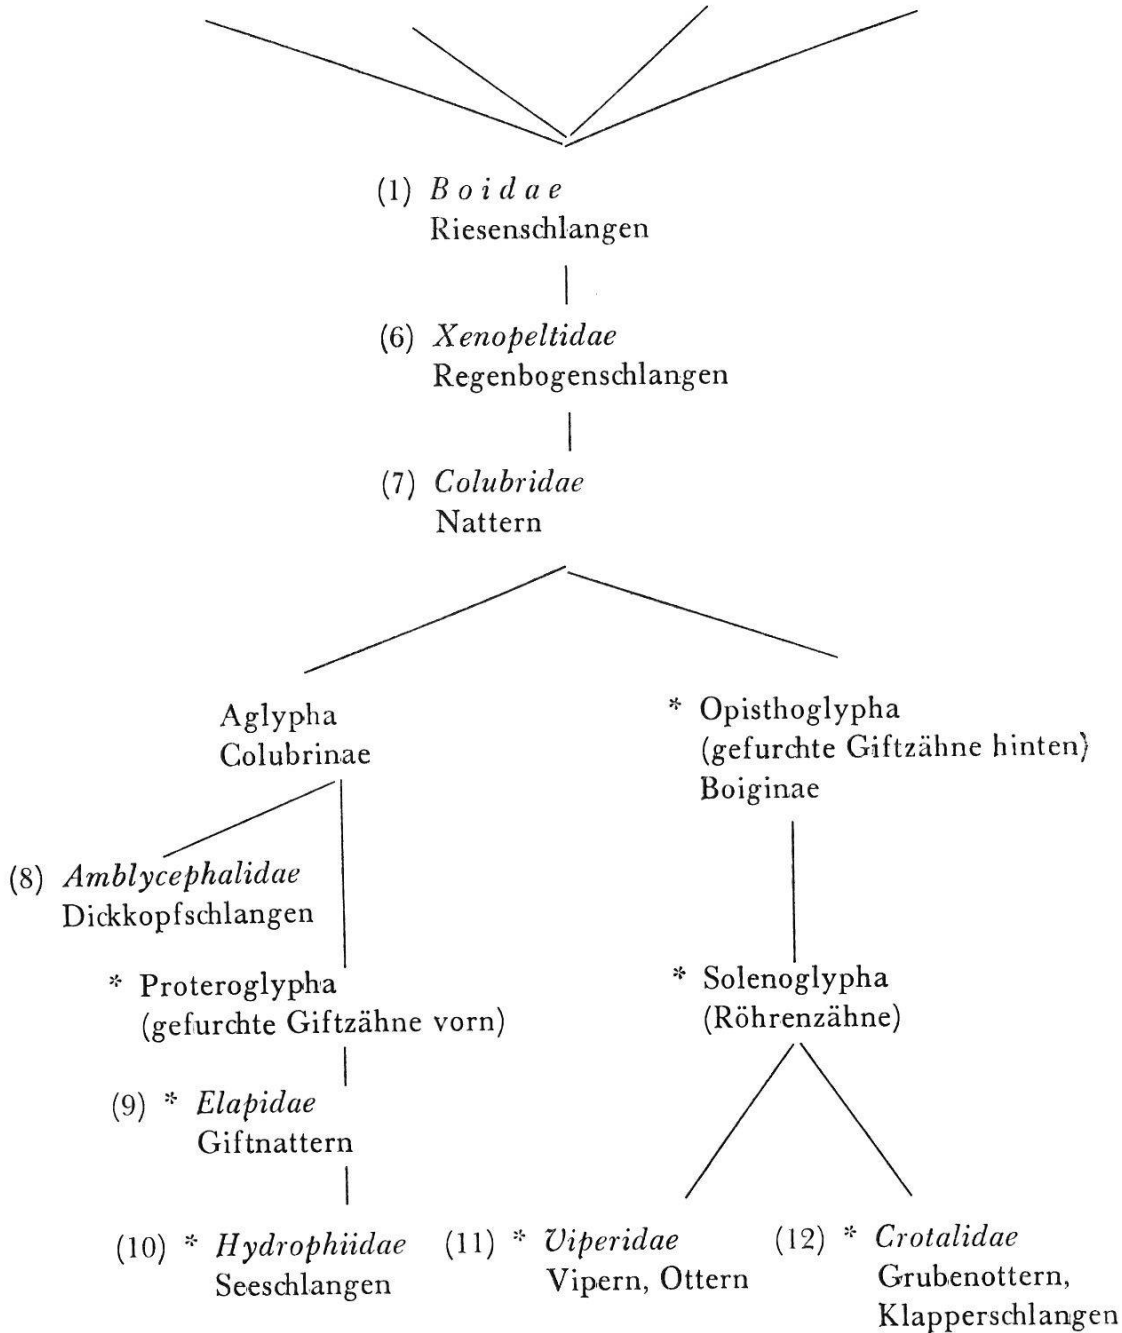 (1) Boidae
Riesenschlangen
(6) Xenopeltidae
Regenbogenschlangen
(7) Colubridae
Nattern
Aglypha
Colubrinae
* Opisthoglypha
(gefurchte Giftzähne hinten)
Boiginae
(8) Amblycephalidae
Dickkopfschlangen
* Proteroglypha
(gefurchte Giftzähne vorn)
* Solenoglypha
(Röhrenzähne)
(9) * Elapidae
Giftnattern
(10) * Hydrophiidae
Seeschlangen
(11) * Viperidae
Vipern, Ottern
(12) * Crotalidae
Grubenottern,
Klapperschlangen